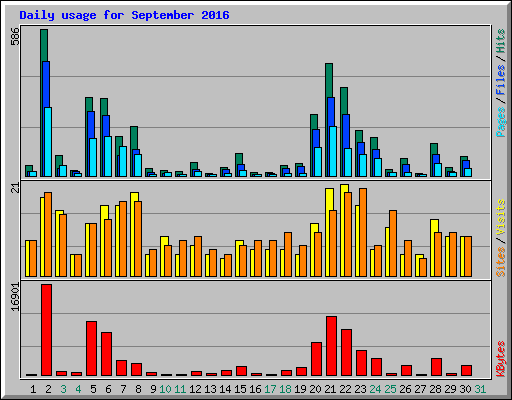 Daily usage for September 2016
586
Pages / Files / Hits
21
Sites / Visits
16901
KBytes
1 2 3 4 5 6 7 8 9 10 11 12 13 14 15 16 17 18 19 20 21 22 23 24 25 26 27 28 29 30 31